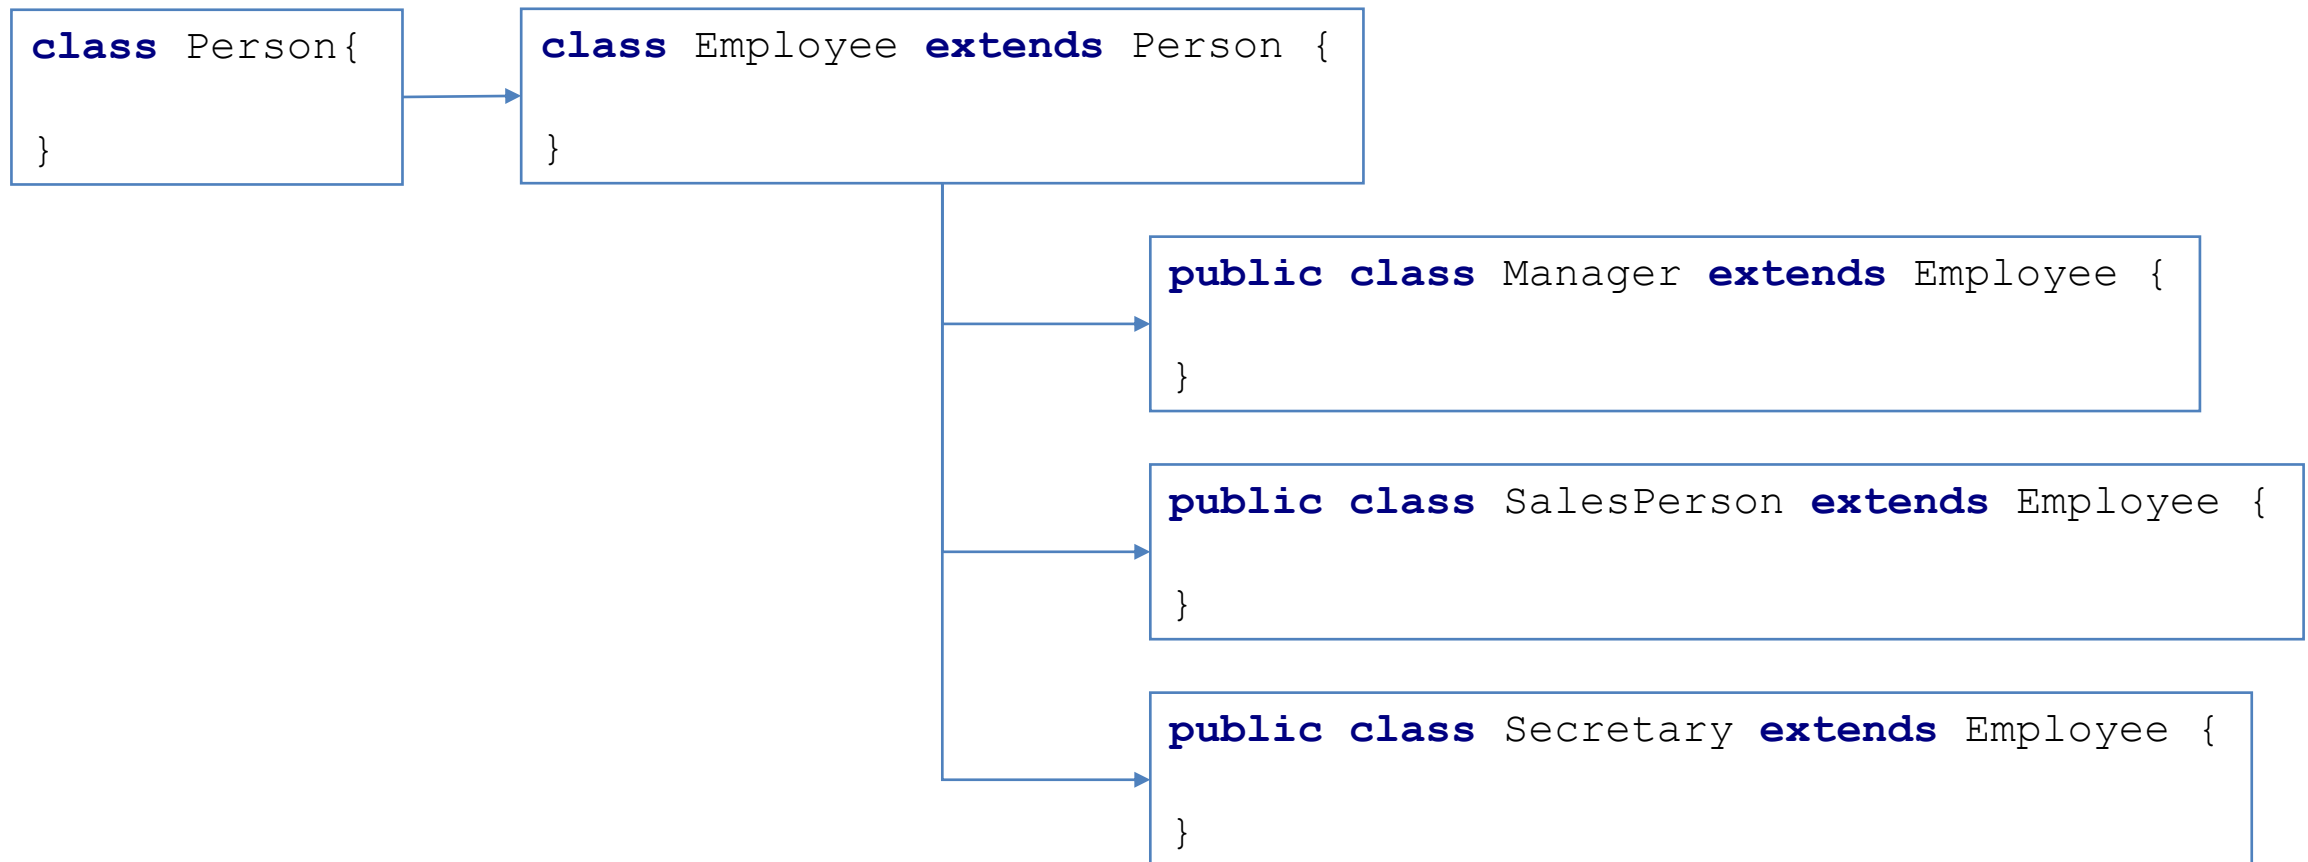 class Person{
}
class Employee extends Person {
}
public class Manager extends Employee {
}
public class SalesPerson extends Employee {
}
public class Secretary extends Employee {
}